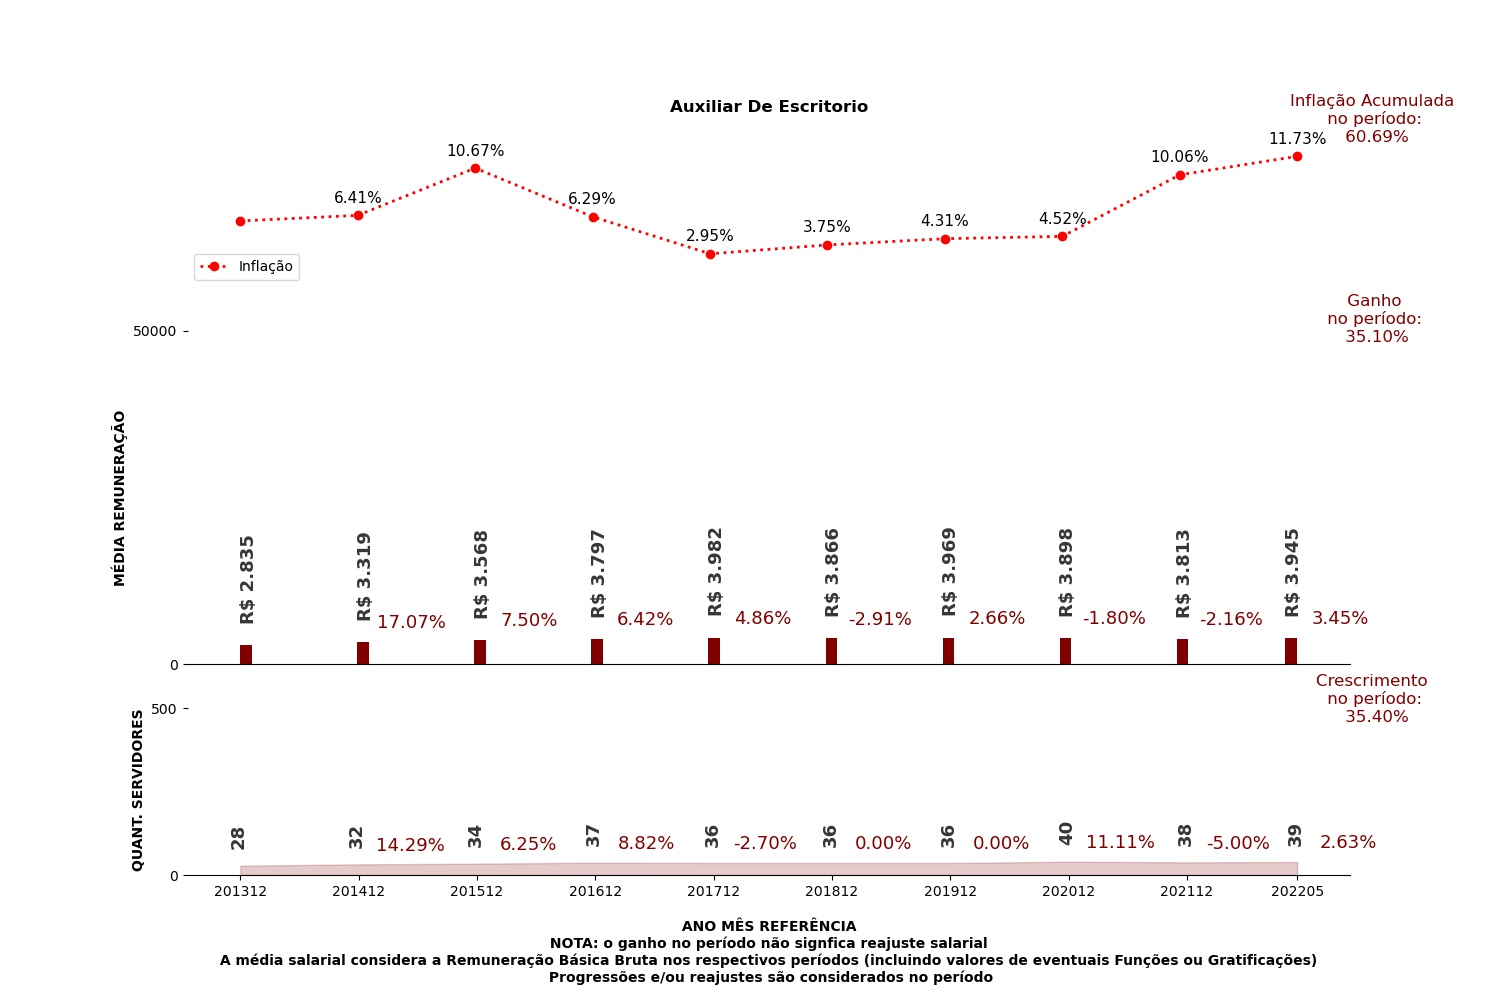 Auxiliar De Escritorio
Inflação Acumulada
no período:
60.69%
6.41%
10.67%
6.29%
2.95%
3.75%
4.31%
4.52%
10.06%
11.73%
Inflação
Ganho
no período:
35.10%
50000
0
MÉDIA REMUNERAÇÃO
R$ 2.835
R$ 3.319
R$ 3.568
R$ 3.797
R$ 3.982
R$ 3.866
R$ 3.969
R$ 3.898
R$ 3.813
R$ 3.945
17.07%
7.50%
6.42%
4.86%
-2.91%
2.66%
-1.80%
-2.16%
3.45%
Crescrimento
no período:
35.40%
500
0
QUANT. SERVIDORES
28
32
34
37
36
36
36
40
38
39
14.29%
6.25%
8.82%
-2.70%
0.00%
0.00%
11.11%
-5.00%
2.63%
201312
201412
201512
201612
201712
201812
201912
202012
202112
202205
ANO MÊS REFERÊNCIA
NOTA: o ganho no período não signfica reajuste salarial
A média salarial considera a Remuneração Básica Bruta nos respectivos períodos (incluindo valores de eventuais Funções ou Gratificações)
Progressões e/ou reajustes são considerados no período